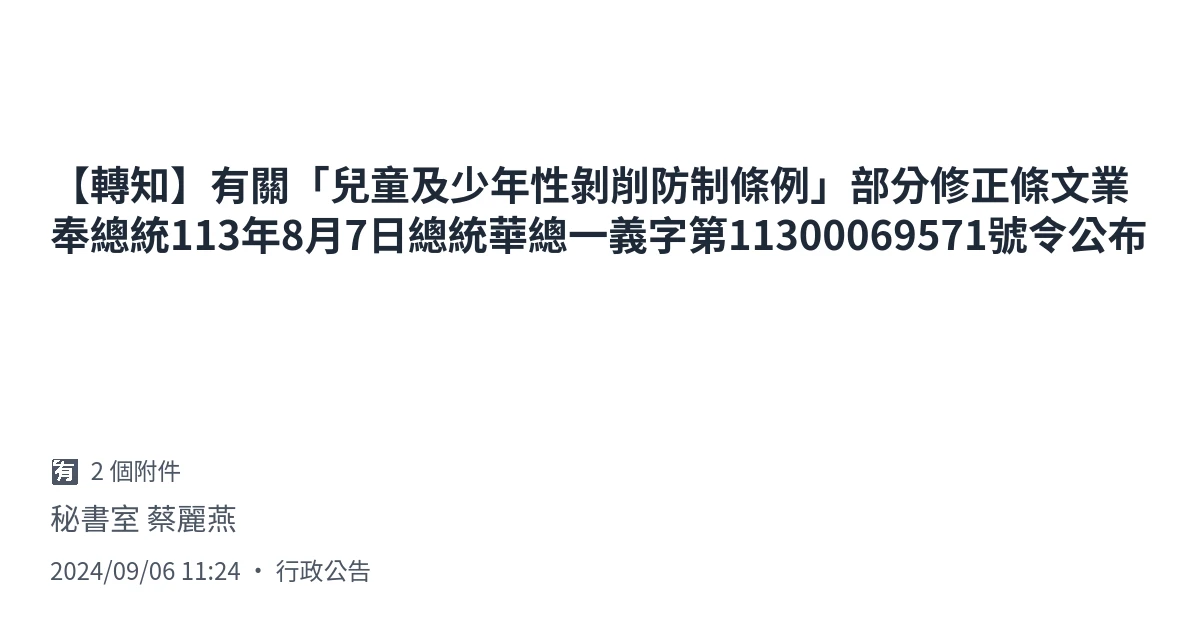 【轉知】有關「兒童及少年性剝削防制條例」部分修正條文業
奉總統113年8月7日總統華總一義字第11300069571號令公布
有 2 個附件
秘書室 蔡麗燕
2024/09/06 11:24 • 行政公告